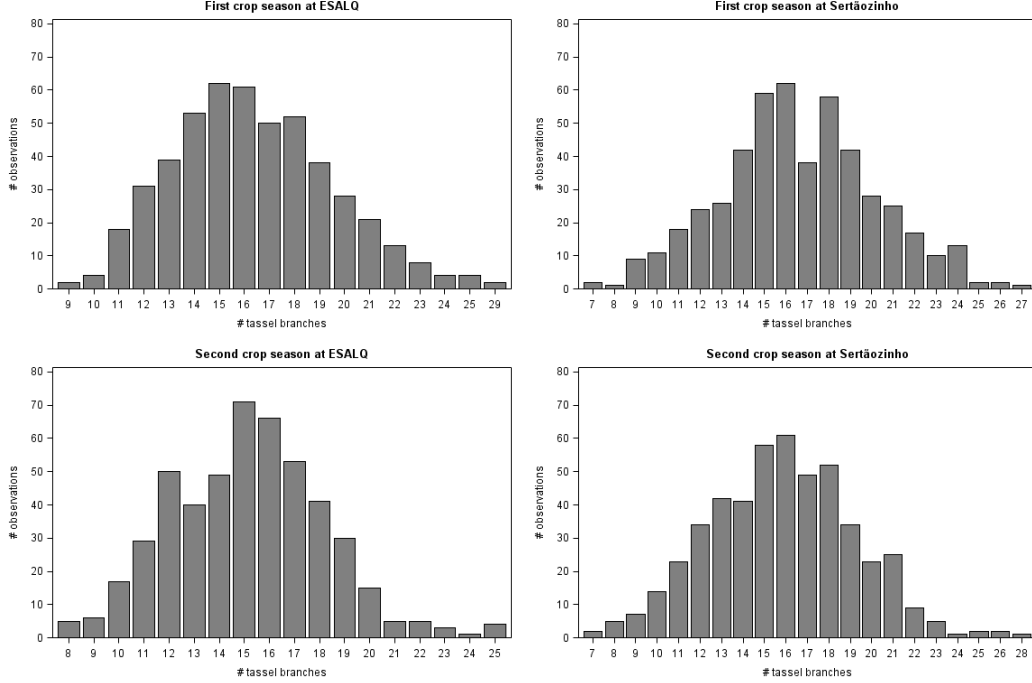 First crop season at ESALQ
80
70
60
50
40
30
20
10
0
# observations
9 10 11 12 13 14 15 16 17 18 19 20 21 22 23 24 25 29
# tassel branches
First crop season at Sertãozinho
80
70
60
50
40
30
20
10
0
# observations
7 8 9 10 11 12 13 14 15 16 17 18 19 20 21 22 23 24 25 26 27
# tassel branches
Second crop season at ESALQ
80
70
60
50
40
30
20
10
0
# observations
8 9 10 11 12 13 14 15 16 17 18 19 20 21 22 23 24 25
# tassel branches
Second crop season at Sertãozinho
80
70
60
50
40
30
20
10
0
# observations
7 8 9 10 11 12 13 14 15 16 17 18 19 20 21 22 23 24 25 26 28
# tassel branches